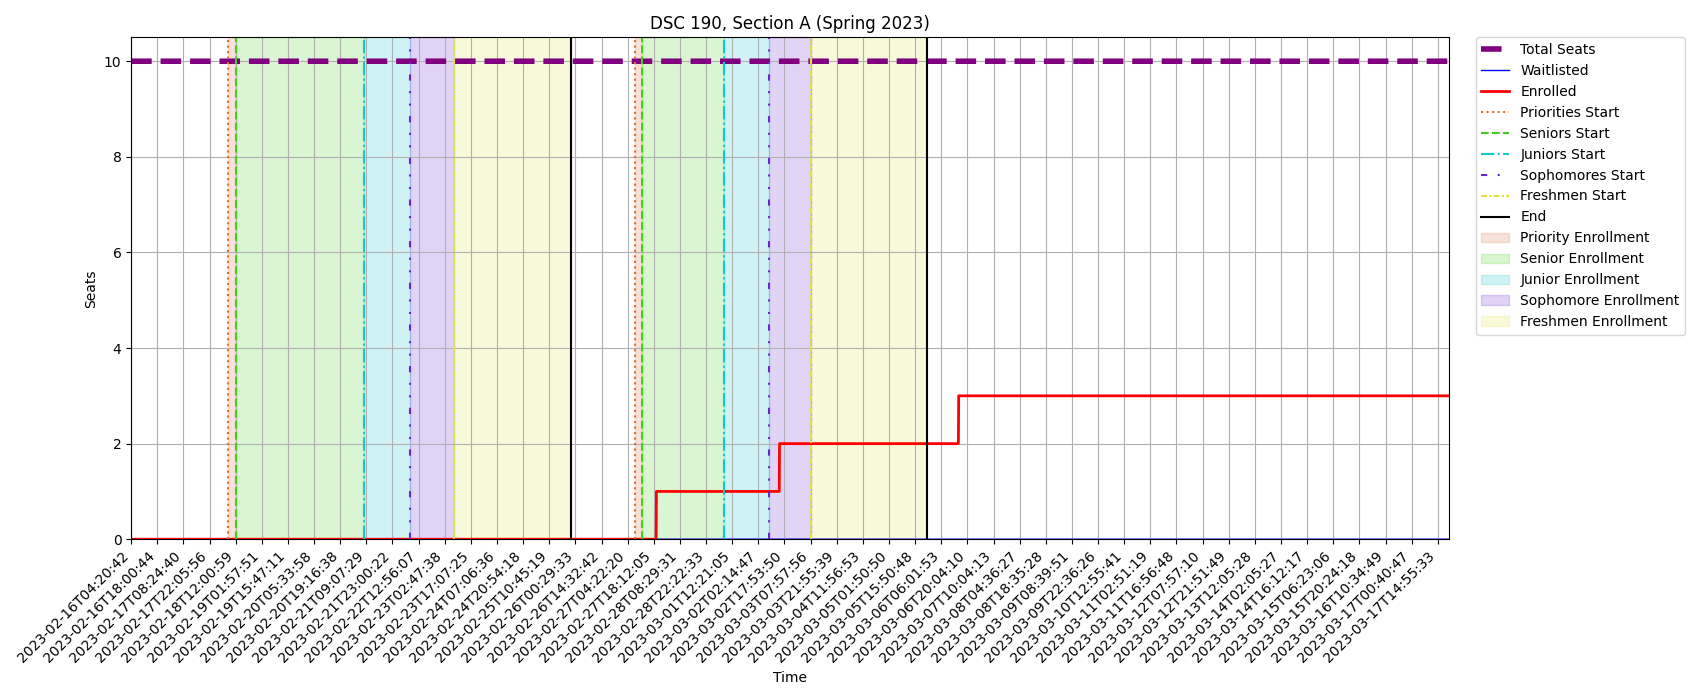 DSC 190, Section A (Spring 2023)
10
8
6
4
2
0
Seats
2023-02-16T04:20:42
2023-02-16T18:00:44
2023-02-17T08:24:40
2023-02-17T22:05:56
2023-02-18T12:00:59
2023-02-19T01:57:51
2023-02-19T15:47:11
2023-02-20T05:33:58
2023-02-20T19:16:38
2023-02-21T09:07:29
2023-02-21T23:00:22
2023-02-22T12:56:07
2023-02-23T02:47:38
2023-02-23T17:07:25
2023-02-24T07:06:36
2023-02-24T20:54:18
2023-02-25T10:45:19
2023-02-26T00:29:33
2023-02-26T14:32:42
2023-02-27T04:22:20
2023-02-27T18:12:05
2023-02-28T08:29:31
2023-02-28T22:22:33
2023-03-01T12:21:05
2023-03-02T02:14:47
2023-03-02T17:53:50
2023-03-03T07:57:56
2023-03-03T21:55:39
2023-03-04T11:56:53
2023-03-05T01:50:50
2023-03-05T15:50:48
2023-03-06T06:01:53
2023-03-06T20:04:10
2023-03-07T10:04:13
2023-03-08T04:36:27
2023-03-08T18:35:28
2023-03-09T08:39:51
2023-03-09T22:36:26
2023-03-10T12:55:41
2023-03-11T02:51:19
2023-03-11T16:56:48
2023-03-12T07:57:10
2023-03-12T21:51:49
2023-03-13T12:05:28
2023-03-14T02:05:27
2023-03-14T16:12:17
2023-03-15T06:23:06
2023-03-15T20:24:18
2023-03-16T10:34:49
2023-03-17T00:40:47
2023-03-17T14:55:33
Time
Total Seats
Waitlisted
Enrolled
Priorities Start
Seniors Start
Juniors Start
Sophomores Start
Freshmen Start
End
Priority Enrollment
Senior Enrollment
Junior Enrollment
Sophomore Enrollment
Freshmen Enrollment